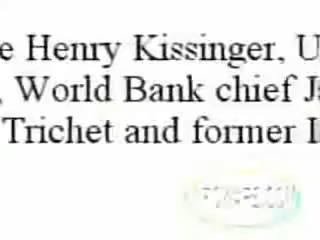 e Henry Kissinger, U
, World Bank chief J
Trichet and former